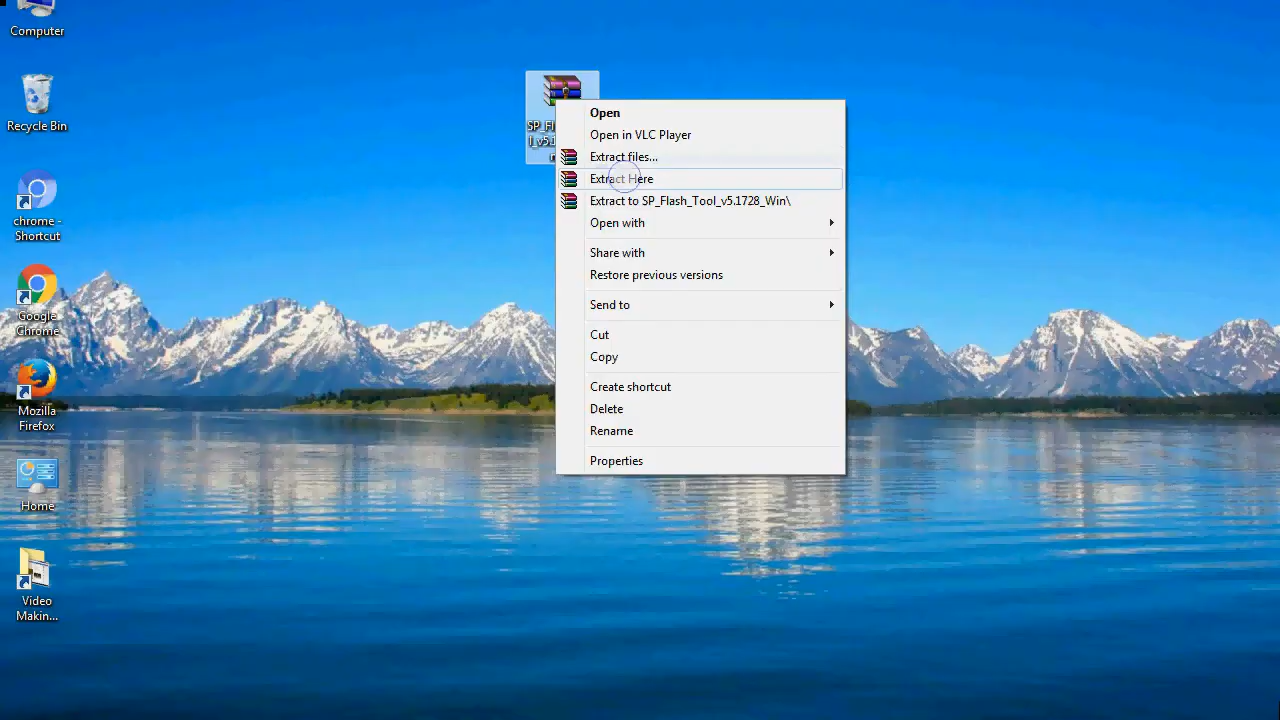 Computer
Recycle Bin
chrome -
Shortcut
Google
Chrome
Mozilla
Firefox
Home
Video
Makin...
SP_Fl
l_v5.1
Open
Open in VLC Player
Extract files...
Extract Here
Extract to SP_Flash_Tool_v5.1728_Win\
Open with
Share with
Restore previous versions
Send to
Cut
Copy
Create shortcut
Delete
Rename
Properties